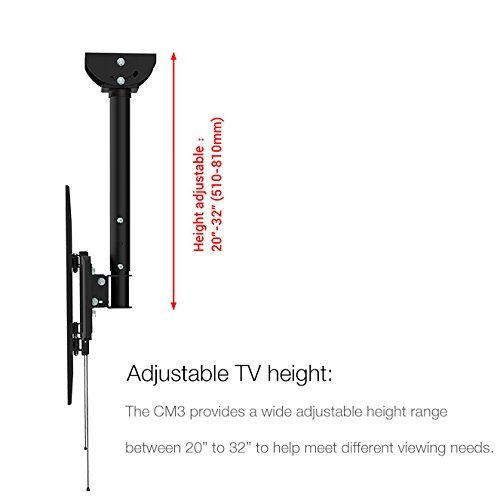 Height adjustable :
20"-32" (510-810mm)
Adjustable TV height:
The CM3 provides a wide adjustable height range
between 20” to 32” to help meet different viewing needs.